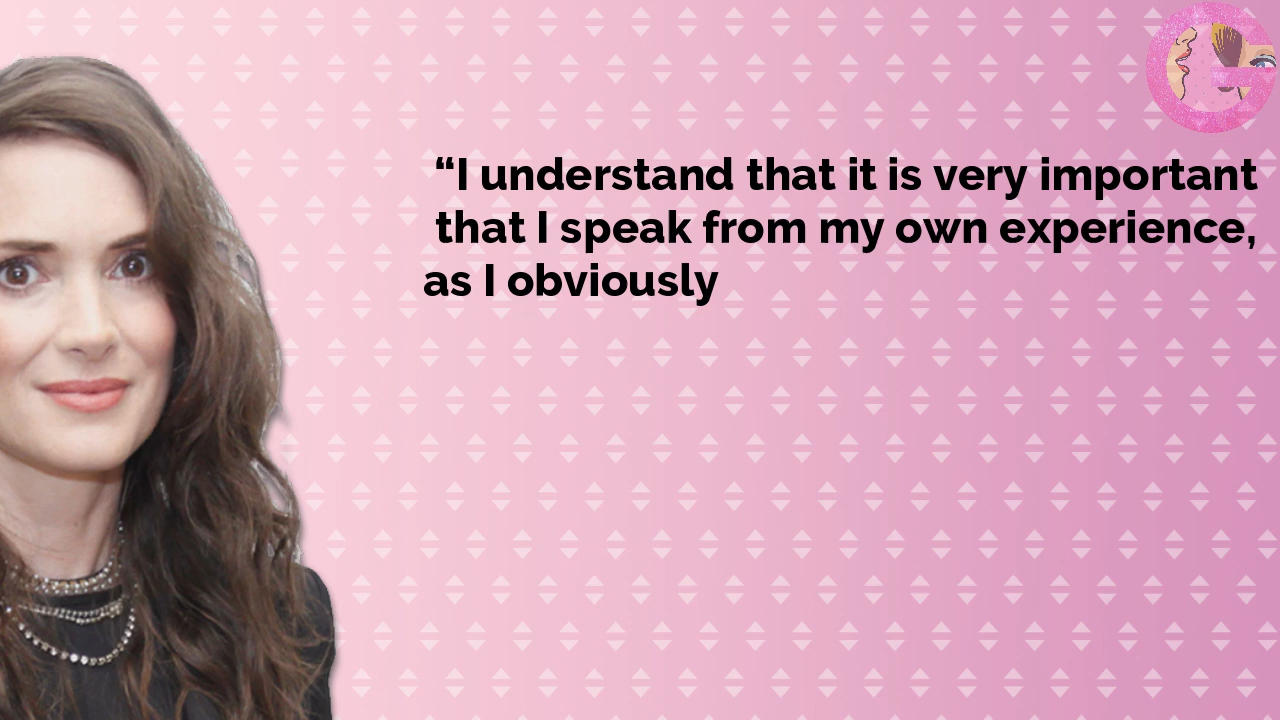 “I understand that it is very important
that I speak from my own experience,
as I obviously